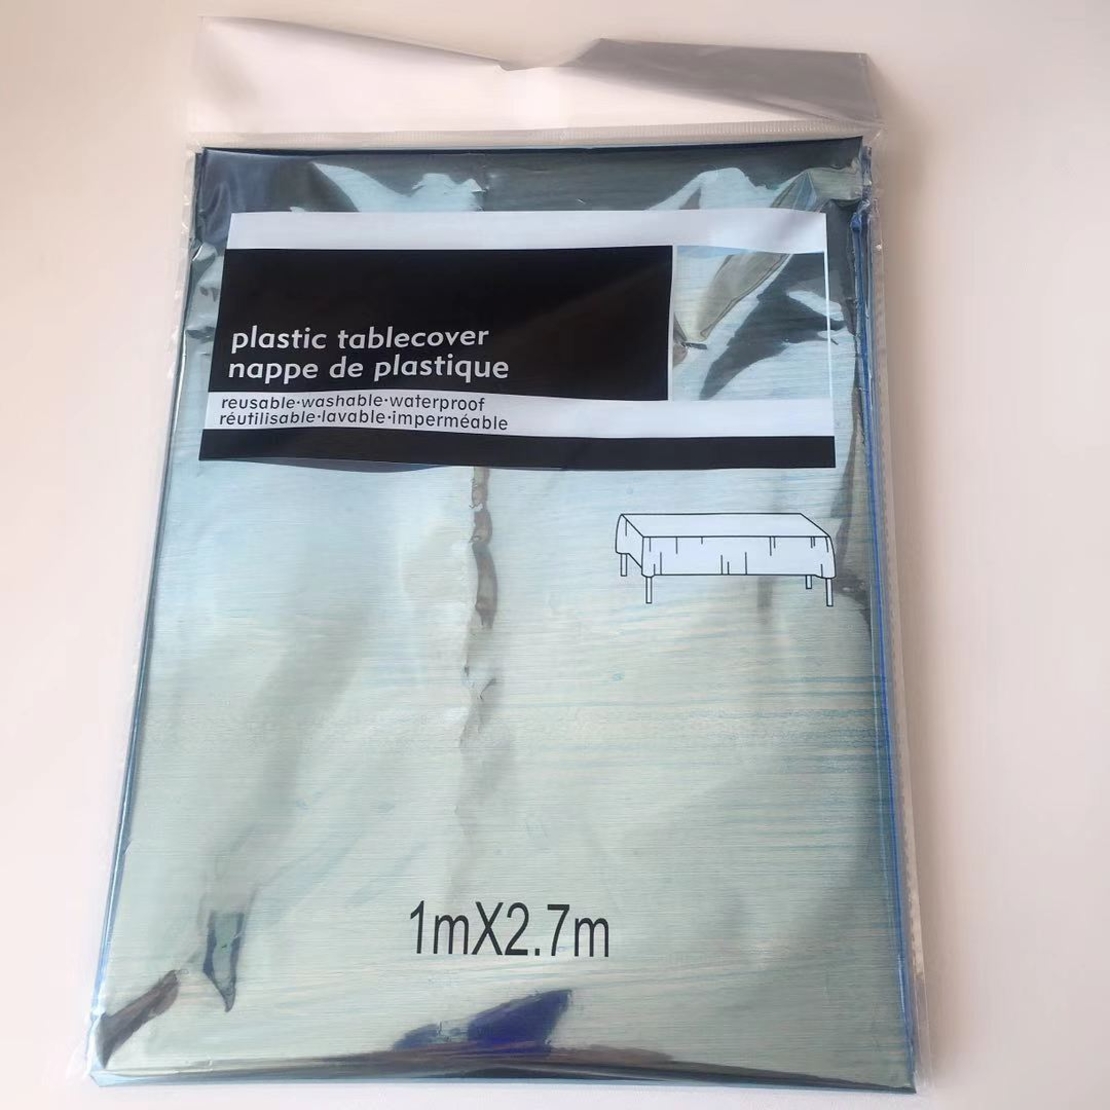 plastic tablecover
nappe de plastique
reusable·washable·waterproof
réutilisable·lavable·imperméable
1mX2.7m